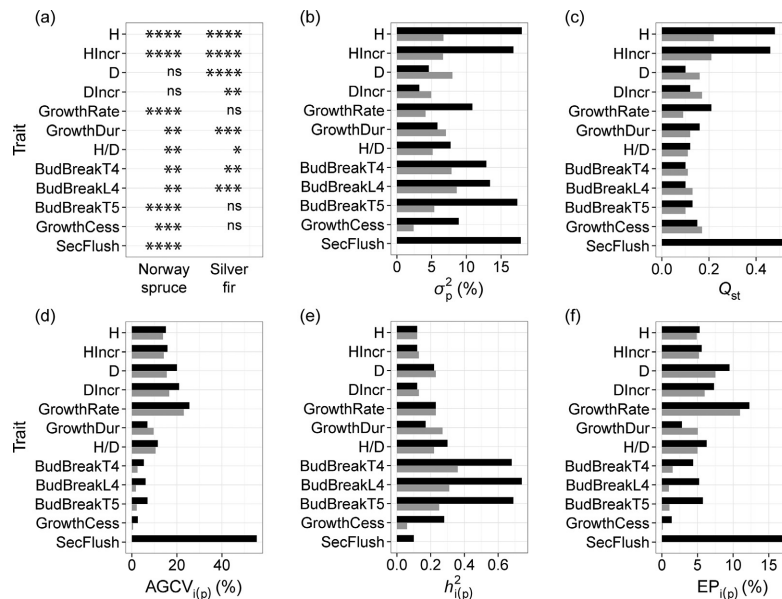 (a)
Trait
H **** ****
HIncr **** ****
D ns ****
DIncr ns **
GrowthRate **** ns
GrowthDur ** ***
H/D ** *
BudBreakT4 ** **
BudBreakL4 ** ***
BudBreakT5 **** ns
GrowthCess *** ns
SecFlush ****
Norway Silver
spruce fir
(b)
H
HIncr
D
DIncr
GrowthRate
GrowthDur
H/D
BudBreakT4
BudBreakL4
BudBreakT5
GrowthCess
SecFlush
0 5 10 15
σ²p (%)
(c)
H
HIncr
D
DIncr
GrowthRate
GrowthDur
H/D
BudBreakT4
BudBreakL4
BudBreakT5
GrowthCess
SecFlush
0.0 0.2 0.4
Qst
(d)
Trait
H
HIncr
D
DIncr
GrowthRate
GrowthDur
H/D
BudBreakT4
BudBreakL4
BudBreakT5
GrowthCess
SecFlush
0 20 40
AGCVi(p) (%)
(e)
H
HIncr
D
DIncr
GrowthRate
GrowthDur
H/D
BudBreakT4
BudBreakL4
BudBreakT5
GrowthCess
SecFlush
0.0 0.2 0.4 0.6
h²i(p)
(f)
H
HIncr
D
DIncr
GrowthRate
GrowthDur
H/D
BudBreakT4
BudBreakL4
BudBreakT5
GrowthCess
SecFlush
0 5 10 15
EPi(p) (%)